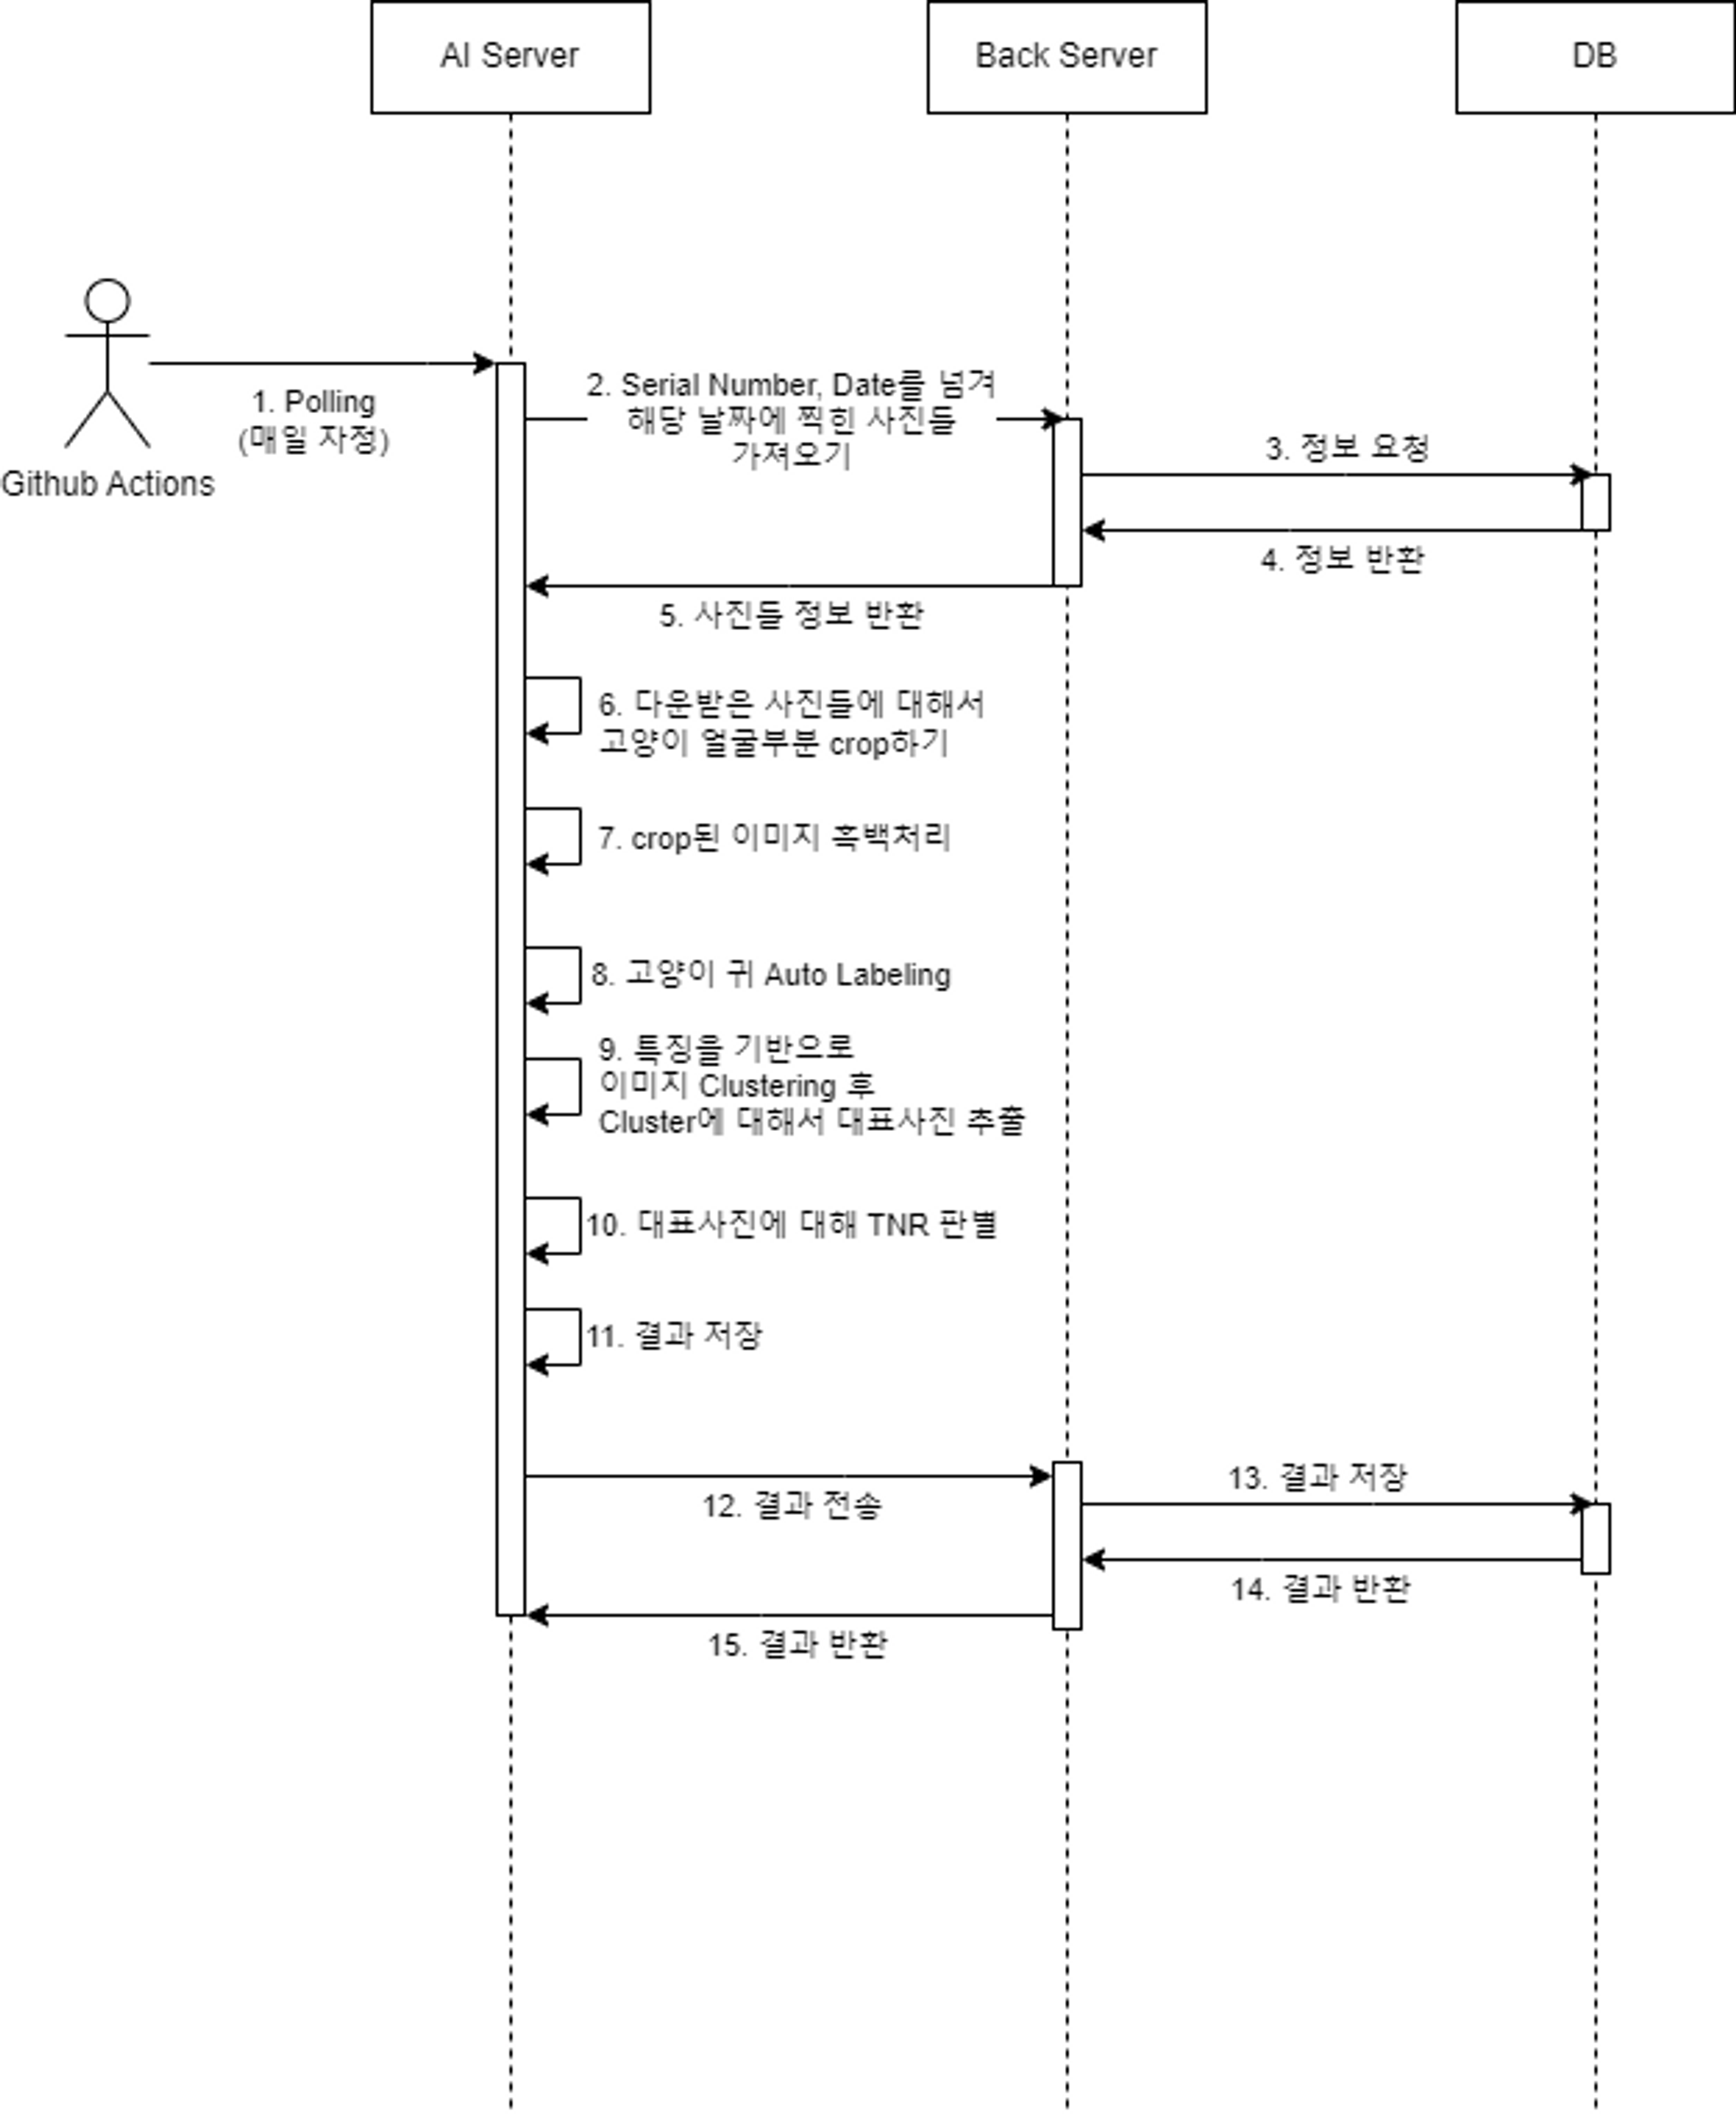 AI Server
Back Server
DB
Github Actions
1. Polling
(매일 자정)
2. Serial Number, Date를 넘겨
해당 날짜에 찍힌 사진들
가져오기
3. 정보 요청
4. 정보 반환
5. 사진들 정보 반환
6. 다운받은 사진들에 대해서
고양이 얼굴부분 crop하기
7. crop된 이미지 흑백처리
8. 고양이 귀 Auto Labeling
9. 특징을 기반으로
이미지 Clustering 후
Cluster에 대해서 대표사진 추출
10. 대표사진에 대해 TNR 판별
11. 결과 저장
12. 결과 전송
13. 결과 저장
14. 결과 반환
15. 결과 반환